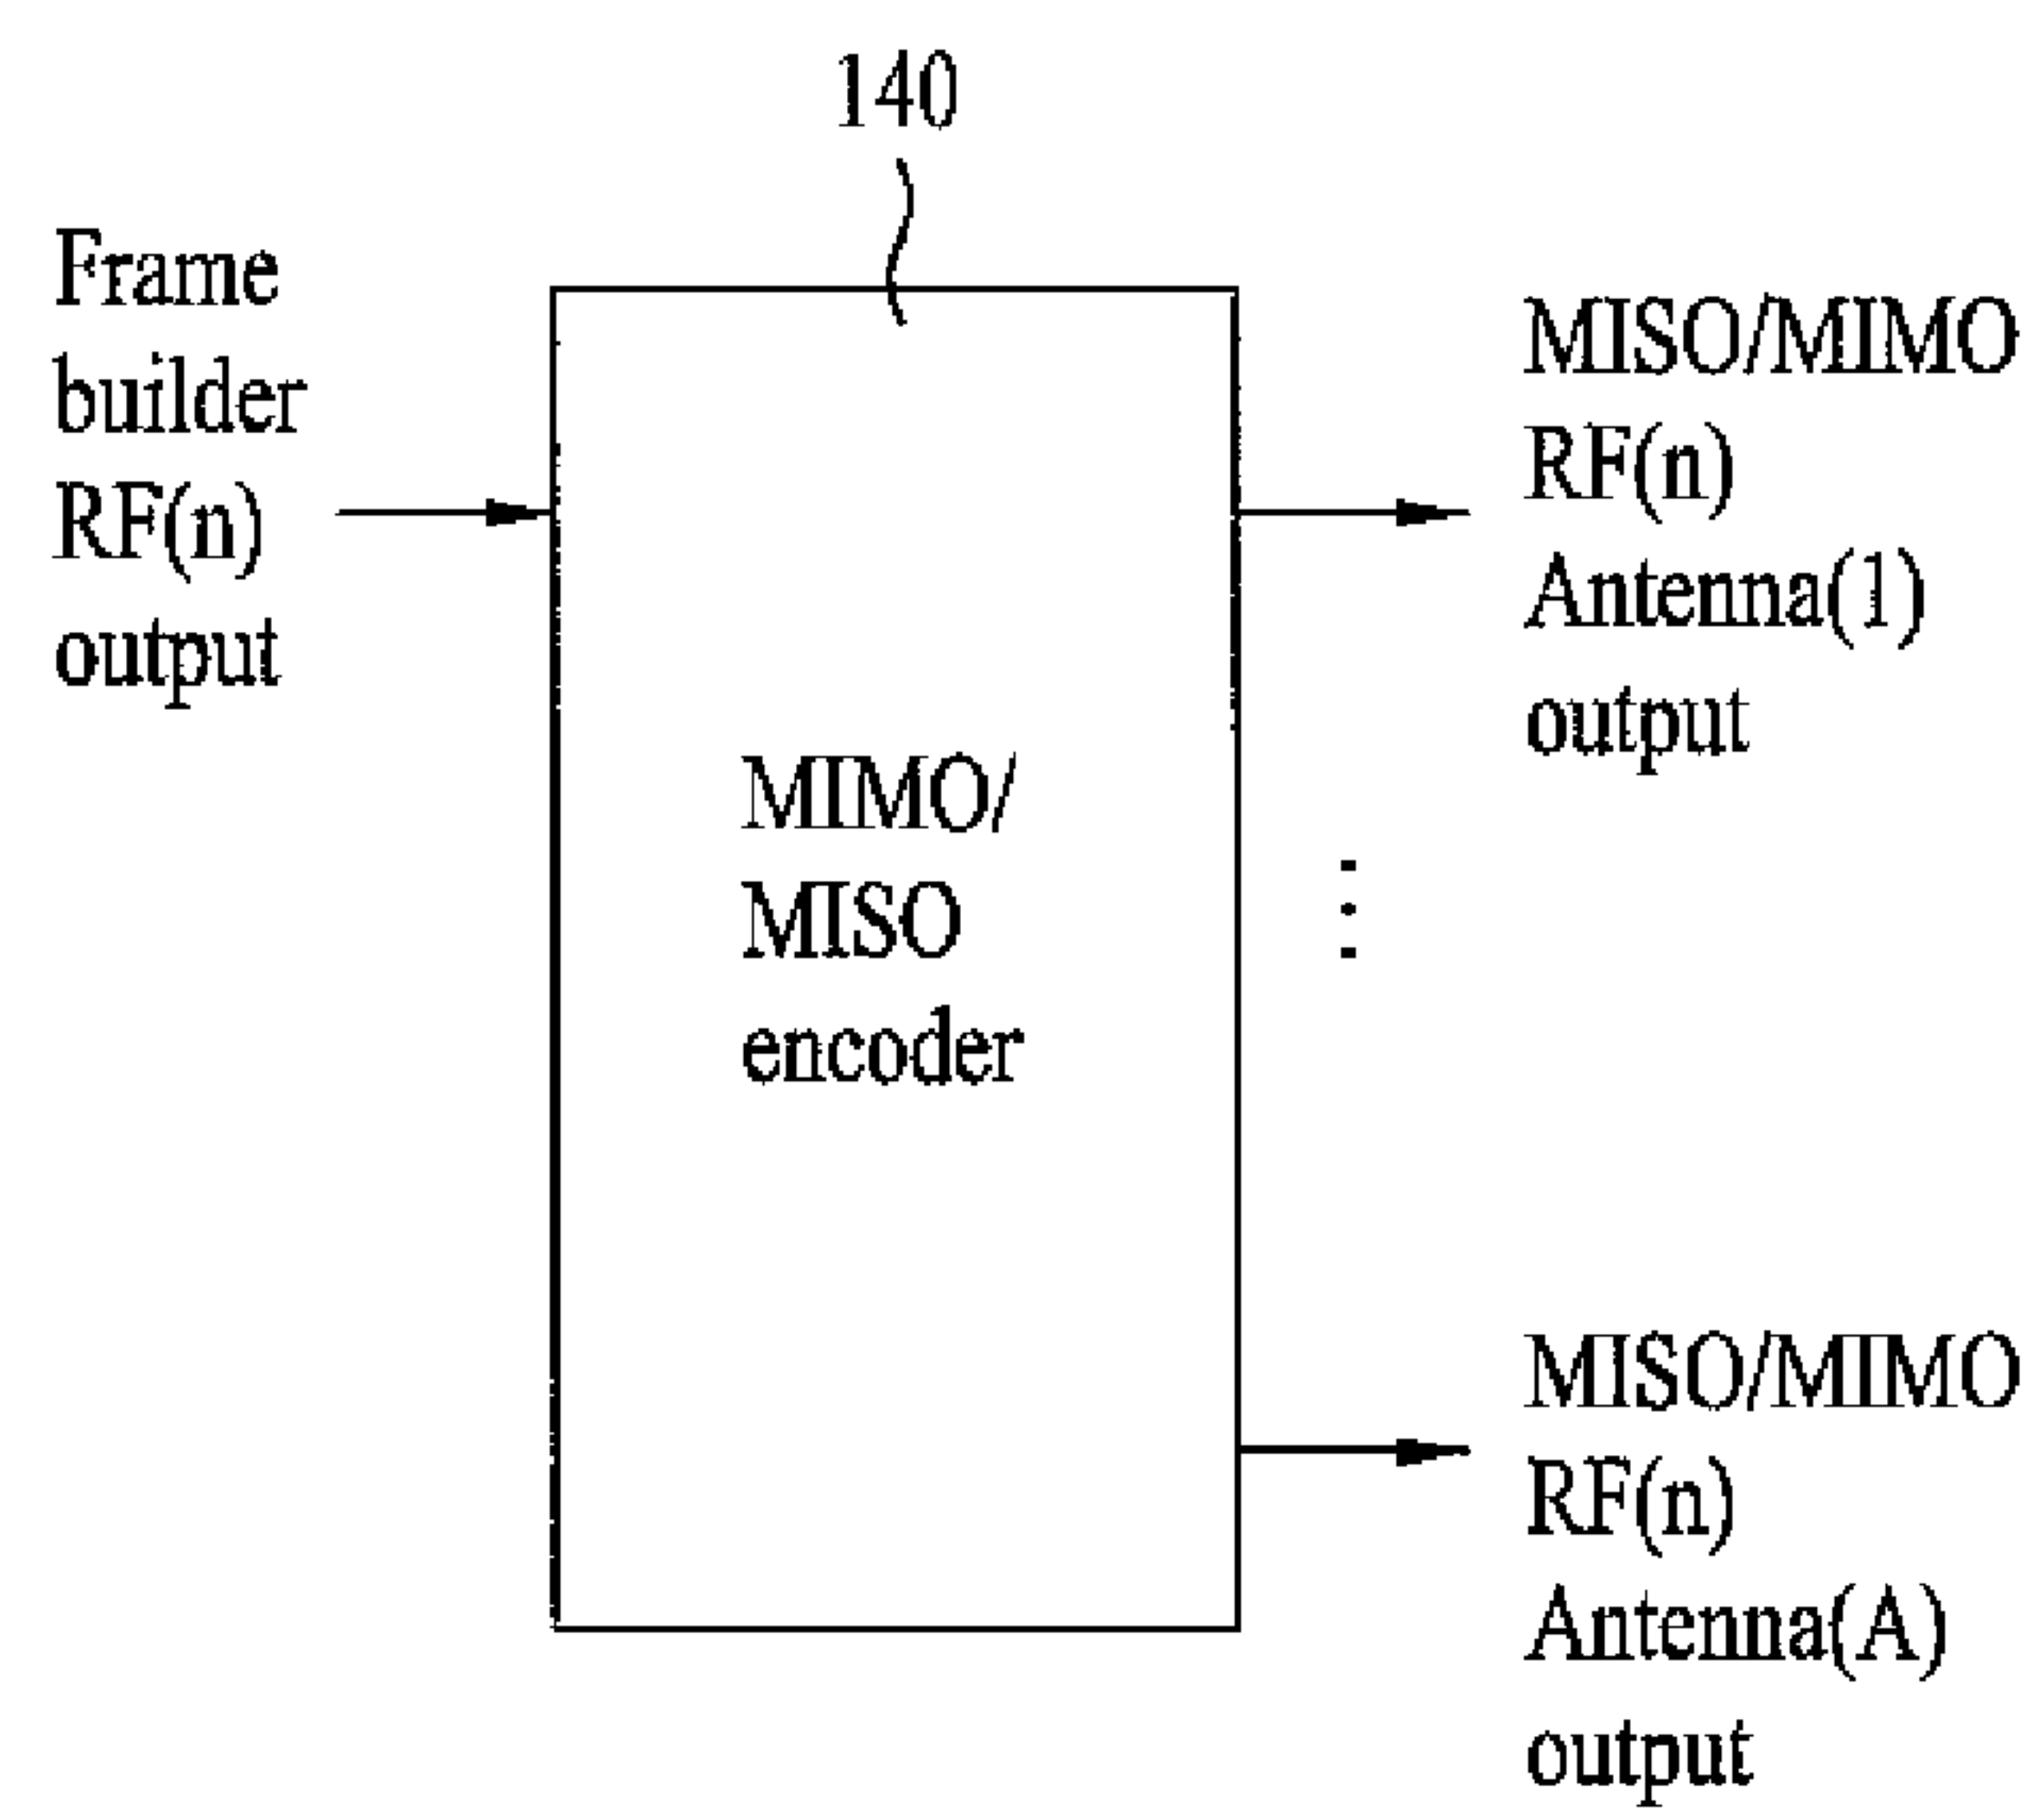 140
Frame
builder
RF(n)
output
MIMO/
MISO
encoder
MISO/MIMO
RF(n)
Antenna(1)
output
MISO/MIMO
RF(n)
Antenna(A)
output